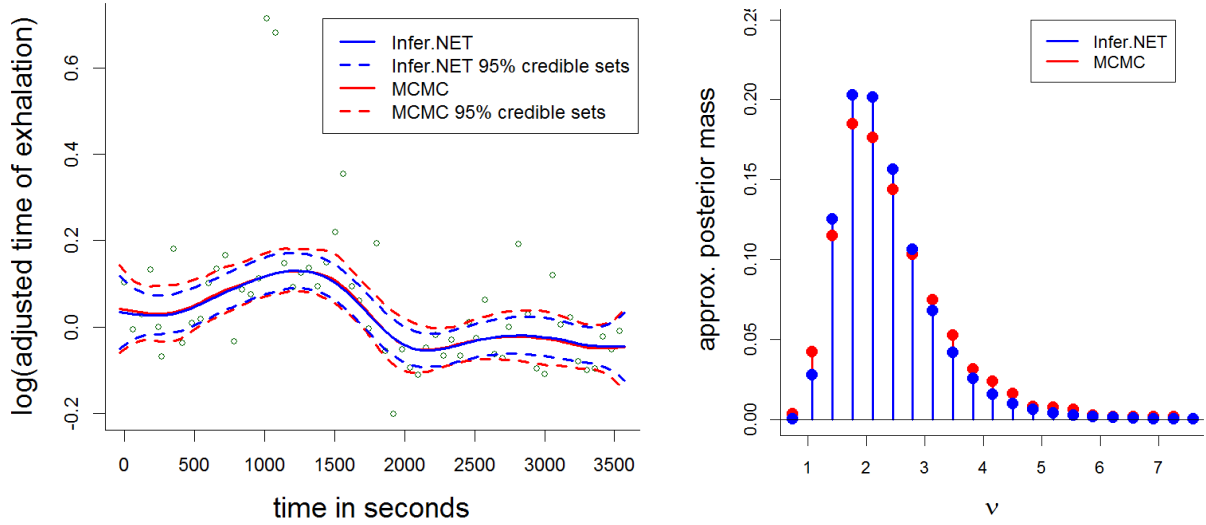 log(adjusted time of exhalation)
0.6
0.4
0.2
0.0
-0.2
Infer.NET
Infer.NET 95% credible sets
MCMC
MCMC 95% credible sets
0 500 1000 1500 2000 2500 3000 3500
time in seconds
approx. posterior mass
0.25
0.20
0.15
0.10
0.05
0.00
Infer.NET
MCMC
1 2 3 4 5 6 7
ν